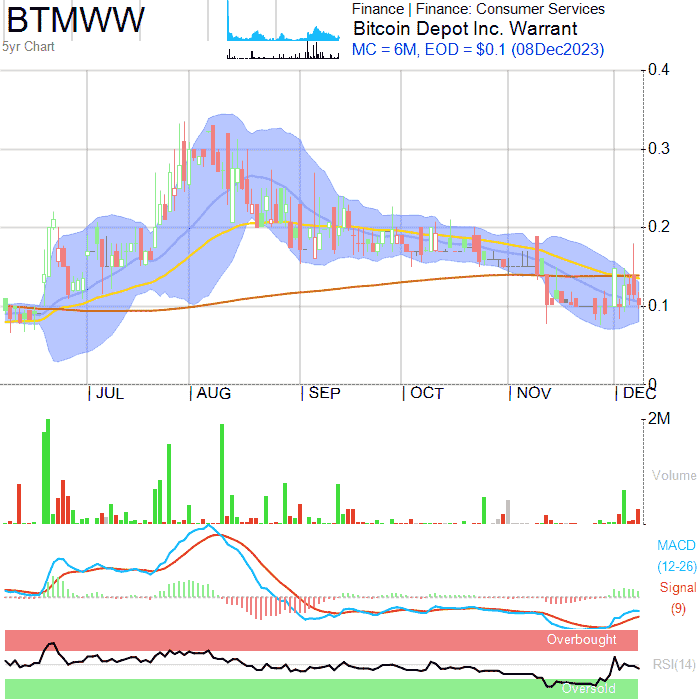 BTMWW
5yr Chart
Finance | Finance: Consumer Services
Bitcoin Depot Inc. Warrant
MC = 6M, EOD = $0.1 (08Dec2023)
0.4
0.3
0.2
0.1
0
JUL
AUG
SEP
OCT
NOV
DEC
2M
Volume
MACD
(12-26)
Signal
(9)
Overbought
RSI(14)
Oversold